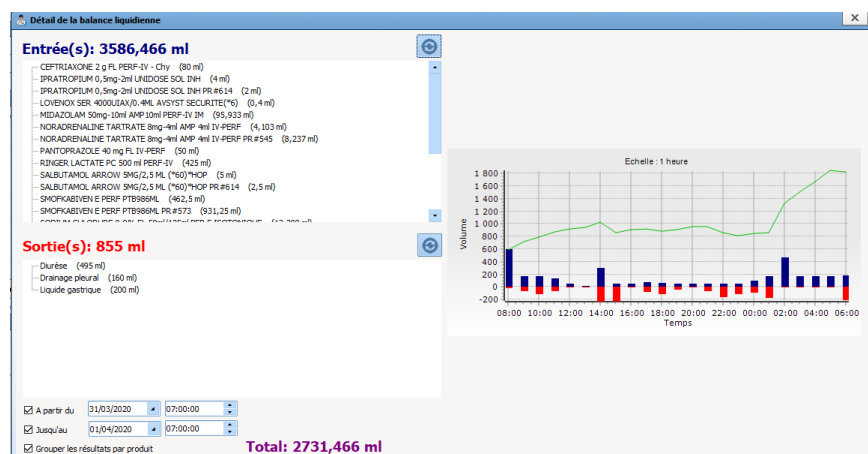 Détail de la balance liquidienne
Entrée(s): 3586,466 ml
CEFTRIAXONE 2 g FL PERF-IV - Chy (80 ml)
IPRATROPIUM 0,5mg-2ml UNIDOSE SOL INH (4 ml)
IPRATROPIUM 0,5mg-2ml UNIDOSE SOL INH PR#614 (2 ml)
LOVENOX SER 4000UIAX/0.4ML AVSYST SECURITE(*6) (0,4 ml)
MIDAZOLAM 50mg-10ml AMP10ml PERF-IV IM (95,933 ml)
NORADRENALINE TARTRATE 8mg-4ml AMP 4ml IV-PERF (4,103 ml)
NORADRENALINE TARTRATE 8mg-4ml AMP 4ml IV-PERF PR#545 (8,237 ml)
PANTOPRAZOLE 40 mg FL IV-PERF (50 ml)
RINGER LACTATE PC 500 ml PERF-IV (425 ml)
SALBUTAMOL ARROW 5MG/2,5 ML (*60)*HOP (5 ml)
SALBUTAMOL ARROW 5MG/2,5 ML (*60)*HOP PR#614 (2,5 ml)
SMOFKABIVEN E PERF PTB986ML (462,5 ml)
SMOFKABIVEN E PERF PTB986ML PR#573 (931,25 ml)
Sortie(s): 855 ml
Diurèse (495 ml)
Drainage pleural (160 ml)
Liquide gastrique (200 ml)
A partir du 31/03/2020 07:00:00
Jusqu'au 01/04/2020 07:00:00
Grouper les résultats par produit
Total: 2731,466 ml
Echelle : 1 heure
Volume
1 800
1 600
1 400
1 200
1 000
800
600
400
200
0
-200
08:00 10:00 12:00 14:00 16:00 18:00 20:00 22:00 00:00 02:00 04:00 06:00
Temps